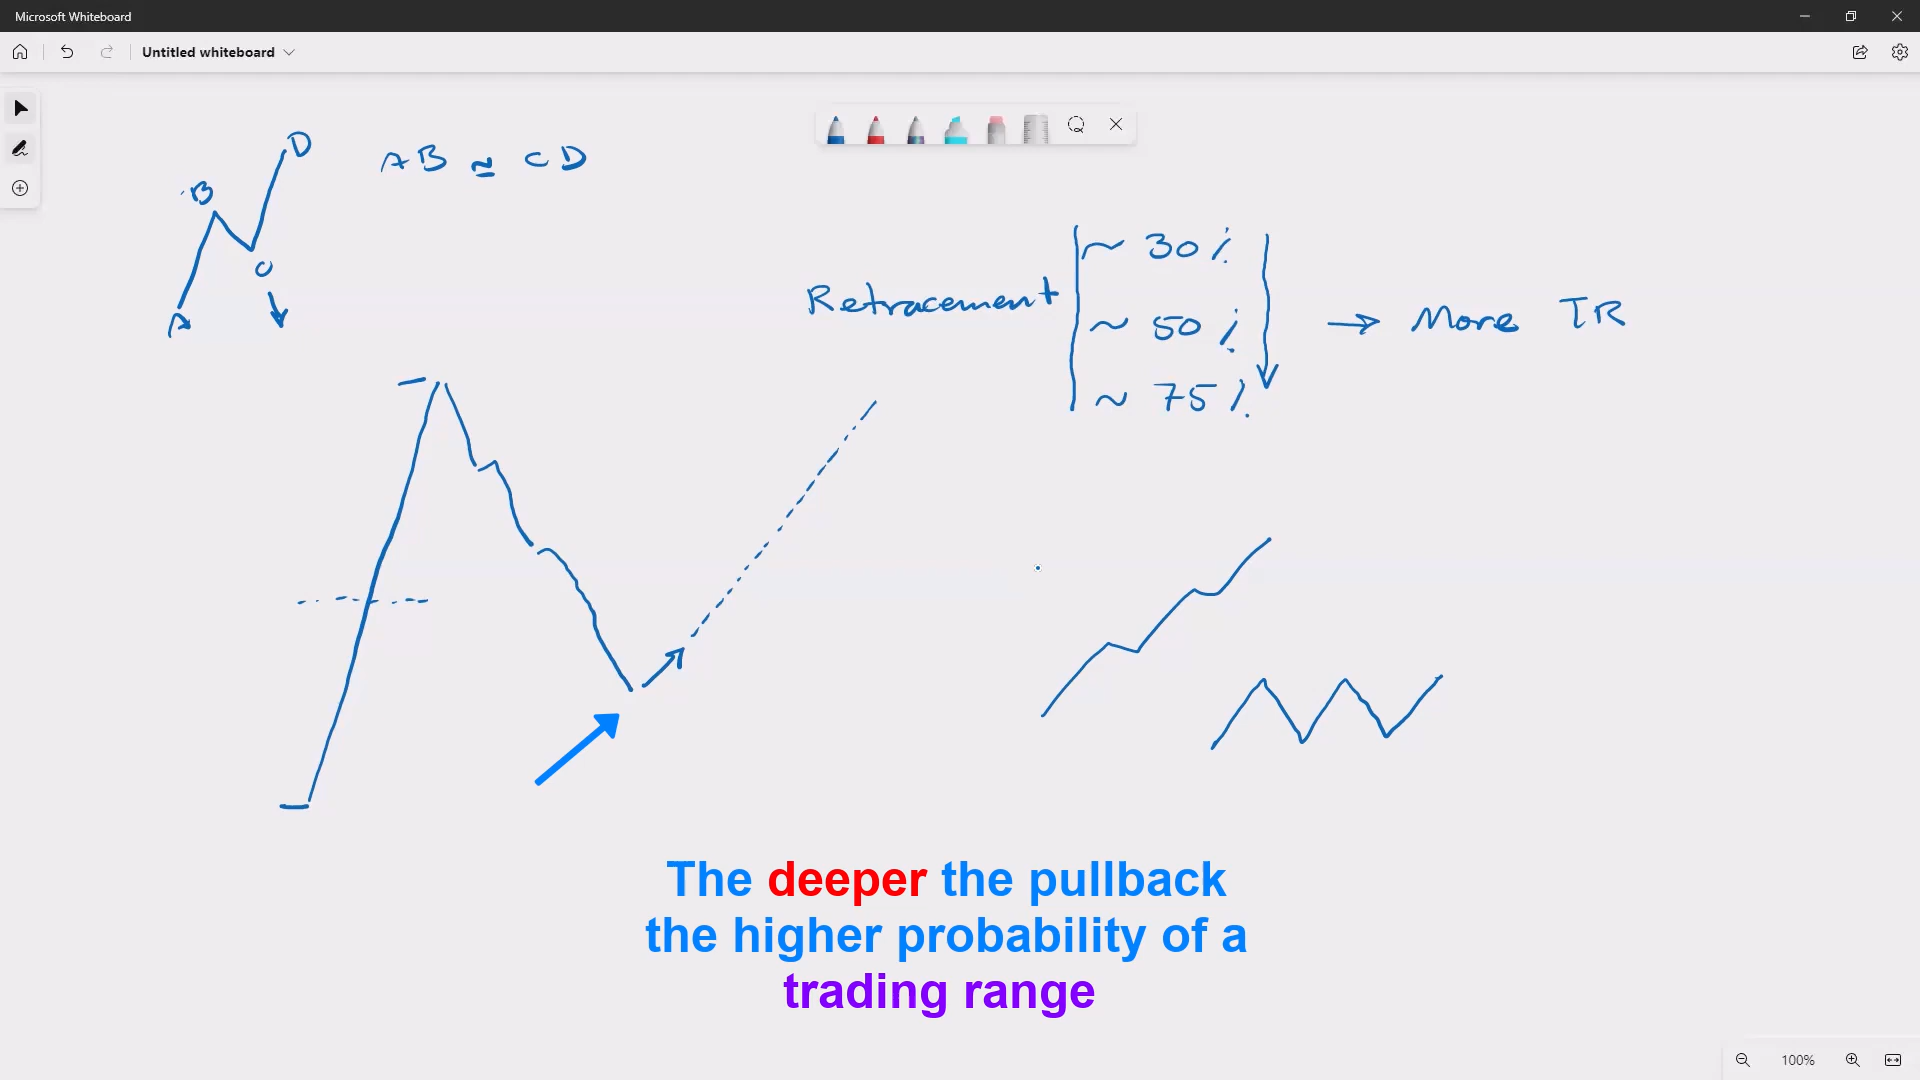 Microsoft Whiteboard
Untitled whiteboard
D
B
C
A
AB ≃ CD
Retracement
~ 30 %
~ 50 %
~ 75 %
→ More TR
The deeper the pullback
the higher probability of a
trading range
100%